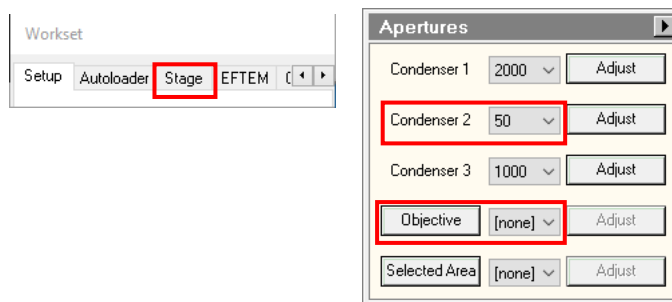 Workset
Setup Autoloader Stage EFTEM
Apertures
Condenser 1 2000 Adjust
Condenser 2 50 Adjust
Condenser 3 1000 Adjust
Objective [none] Adjust
Selected Area [none] Adjust